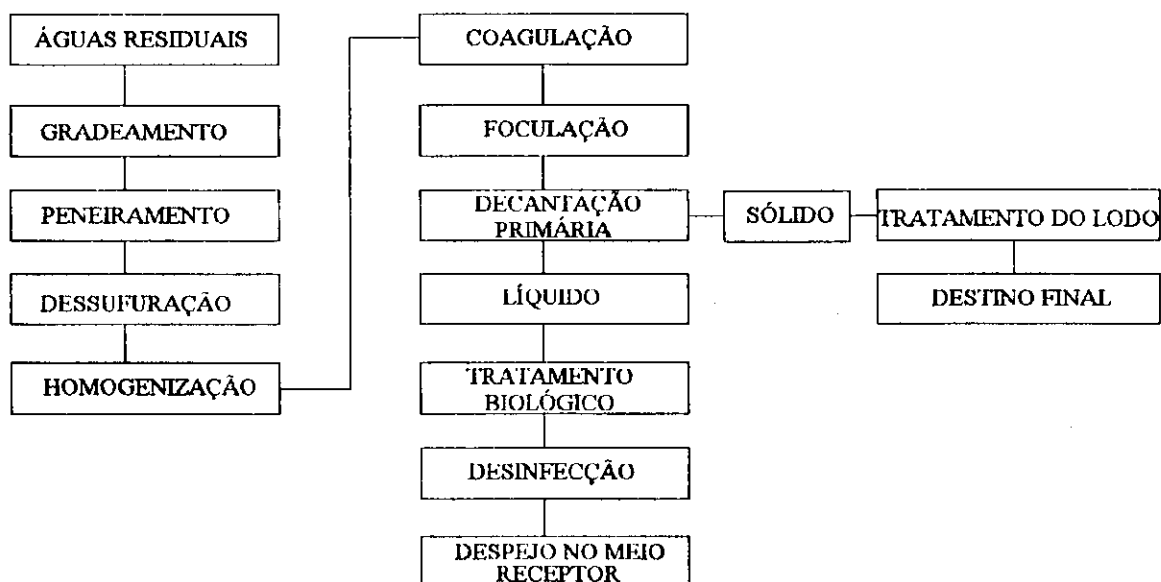 ÁGUAS RESIDUAIS
GRADEAMENTO
PENEIRAMENTO
DESSUFURAÇÃO
HOMOGENIZAÇÃO
COAGULAÇÃO
FOCULAÇÃO
DECANTAÇÃO
PRIMÁRIA
SÓLIDO
TRATAMENTO DO LODO
DESTINO FINAL
LÍQUIDO
TRATAMENTO
BIOLÓGICO
DESINFECÇÃO
DESPEJO NO MEIO
RECEPTOR